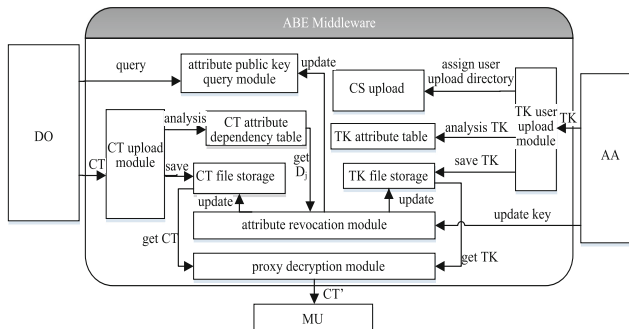 ABE Middleware
query
attribute public key
query module
update
assign user
upload directory
CS upload
DO
CT
CT upload
module
analysis
CT attribute
dependency table
TK attribute table
analysis TK
TK user
upload
module
TK
AA
save
CT file storage
get
Dj
TK file storage
save TK
update
update
attribute revocation module
update key
get CT
proxy decryption module
get TK
CT'
MU